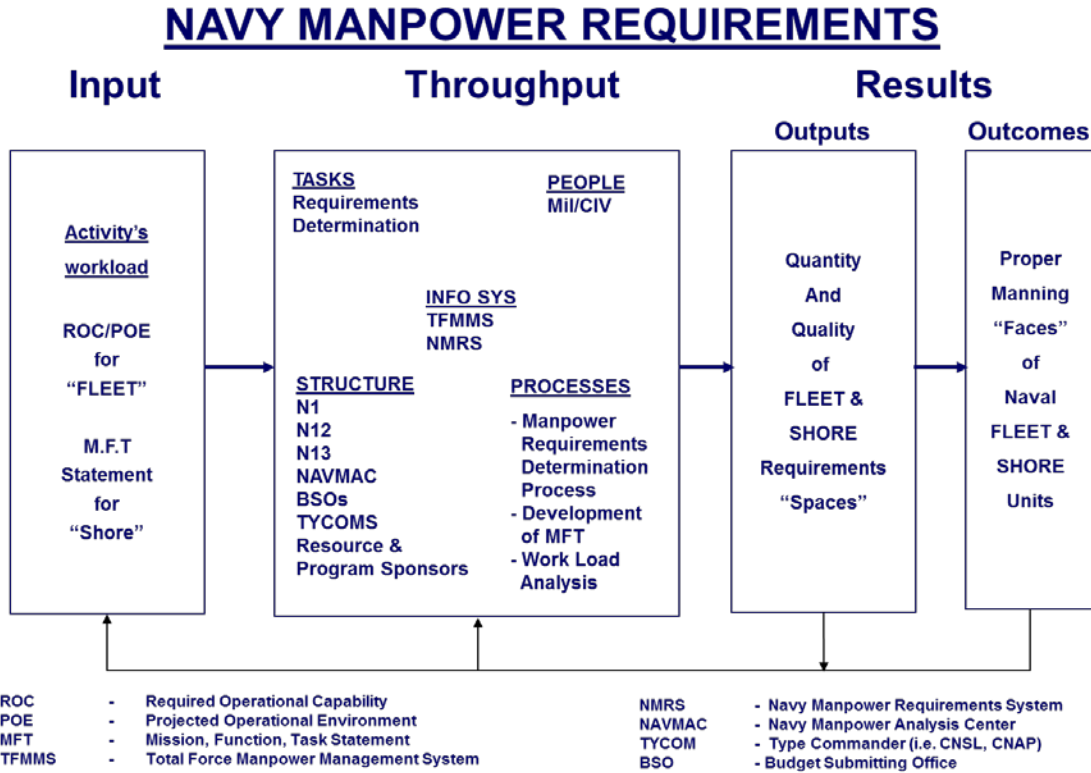 NAVY MANPOWER REQUIREMENTS
Input
Throughput
Results
Outputs
Outcomes
Activity's
workload
ROC/POE
for
“FLEET”
M.F.T
Statement
for
“Shore”
TASKS
Requirements
Determination
PEOPLE
Mil/CIV
INFO SYS
TFMMS
NMRS
STRUCTURE
N1
N12
N13
NAVMAC
BSOs
TYCOMS
Resource &
Program Sponsors
PROCESSES
- Manpower
Requirements
Determination
Process
- Development
of MFT
- Work Load
Analysis
Quantity
And
Quality
of
FLEET &
SHORE
Requirements
“Spaces”
Proper
Manning
“Faces”
of
Naval
FLEET &
SHORE
Units
ROC - Required Operational Capability
POE - Projected Operational Environment
MFT - Mission, Function, Task Statement
TFMMS - Total Force Manpower Management System
NMRS - Navy Manpower Requirements System
NAVMAC - Navy Manpower Analysis Center
TYCOM - Type Commander (i.e. CNSL, CNAP)
BSO - Budget Submitting Office